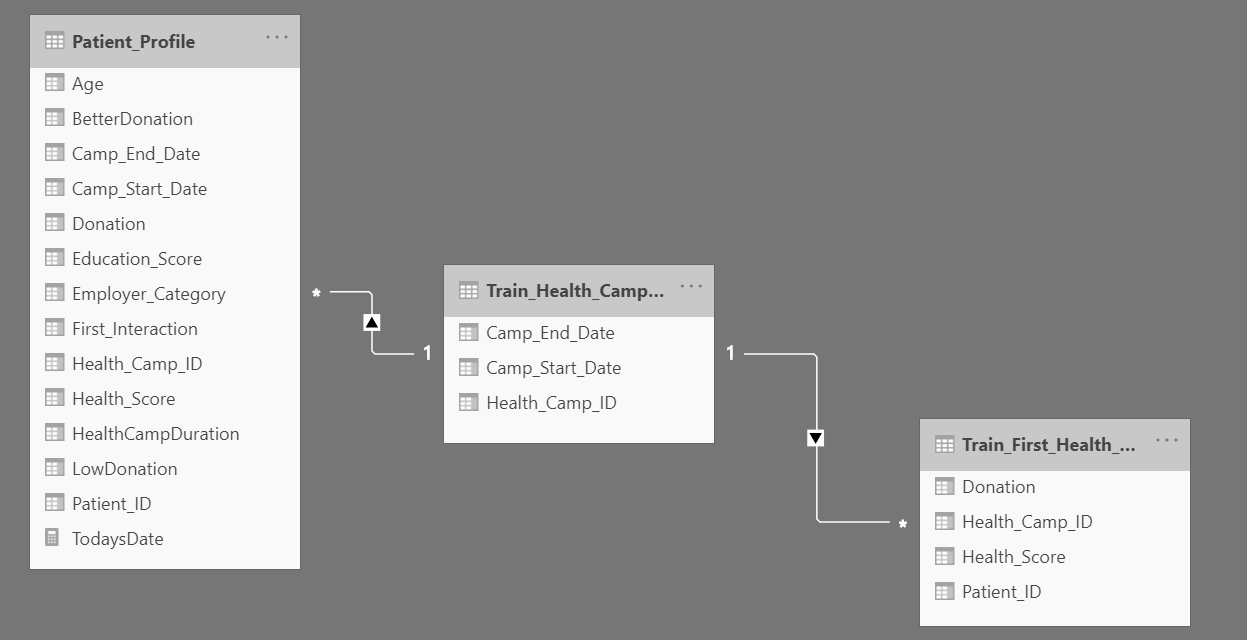 Patient_Profile ...
Age
BetterDonation
Camp_End_Date
Camp_Start_Date
Donation
Education_Score
Employer_Category
First_Interaction
Health_Camp_ID
Health_Score
HealthCampDuration
LowDonation
Patient_ID
TodaysDate
*
1
Train_Health_Camp... ...
Camp_End_Date
Camp_Start_Date
Health_Camp_ID
1
*
Train_First_Health_... ...
Donation
Health_Camp_ID
Health_Score
Patient_ID